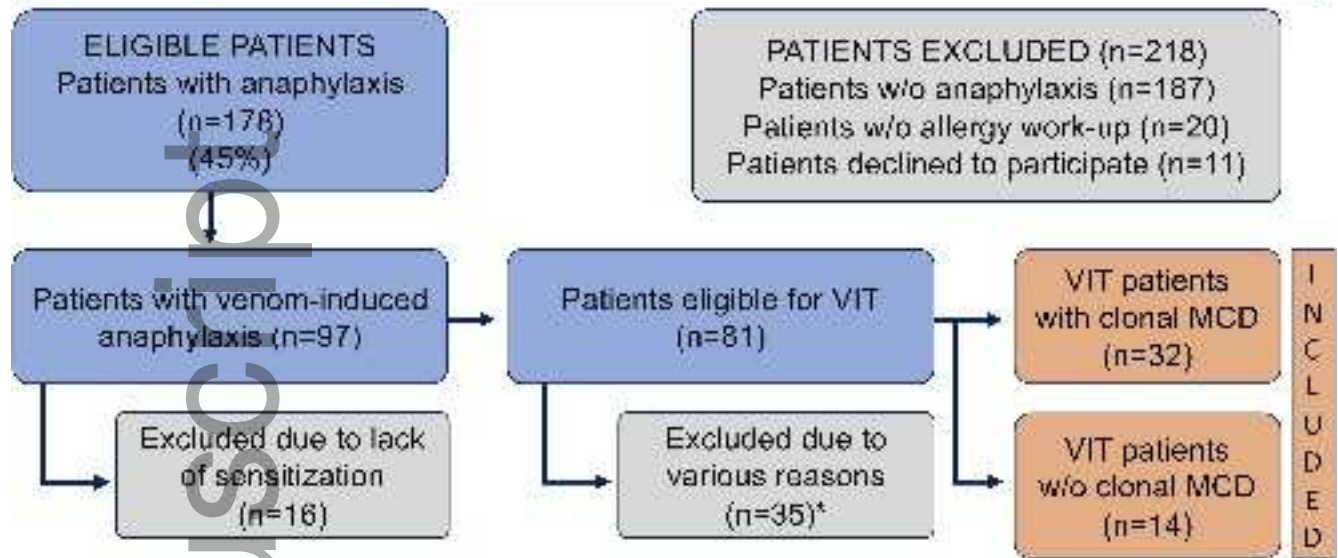 ELIGIBLE PATIENTS
Patients with anaphylaxis
(n=178)
(45%)
PATIENTS EXCLUDED (n=218)
Patients w/o anaphylaxis (n=187)
Patients w/o allergy work-up (n=20)
Patients declined to participate (n=11)
Patients with venom-induced
anaphylaxis (n=97)
Patients eligible for VIT
(n=81)
VIT patients
with clonal MCD
(n=32)
Excluded due to lack
of sensitization
(n=16)
Excluded due to
various reasons
(n=35)*
VIT patients
w/o clonal MCD
(n=14)
INCLUDED
uscript